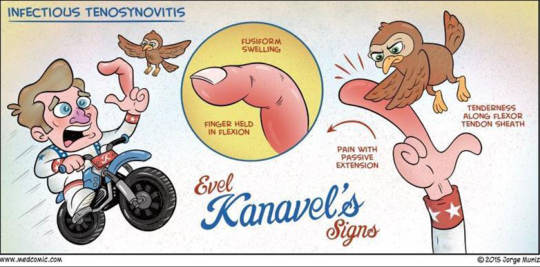 INFECTIOUS TENOSYNOVITIS
FUSIFORM
SWELLING
FINGER HELD
IN FLEXION
PAIN WITH
PASSIVE
EXTENSION
TENDERNESS
ALONG FLEXOR
TENDON SHEATH
Evel
Kanavel's
Signs
www.medcomic.com
© 2015 Jorge Muniz